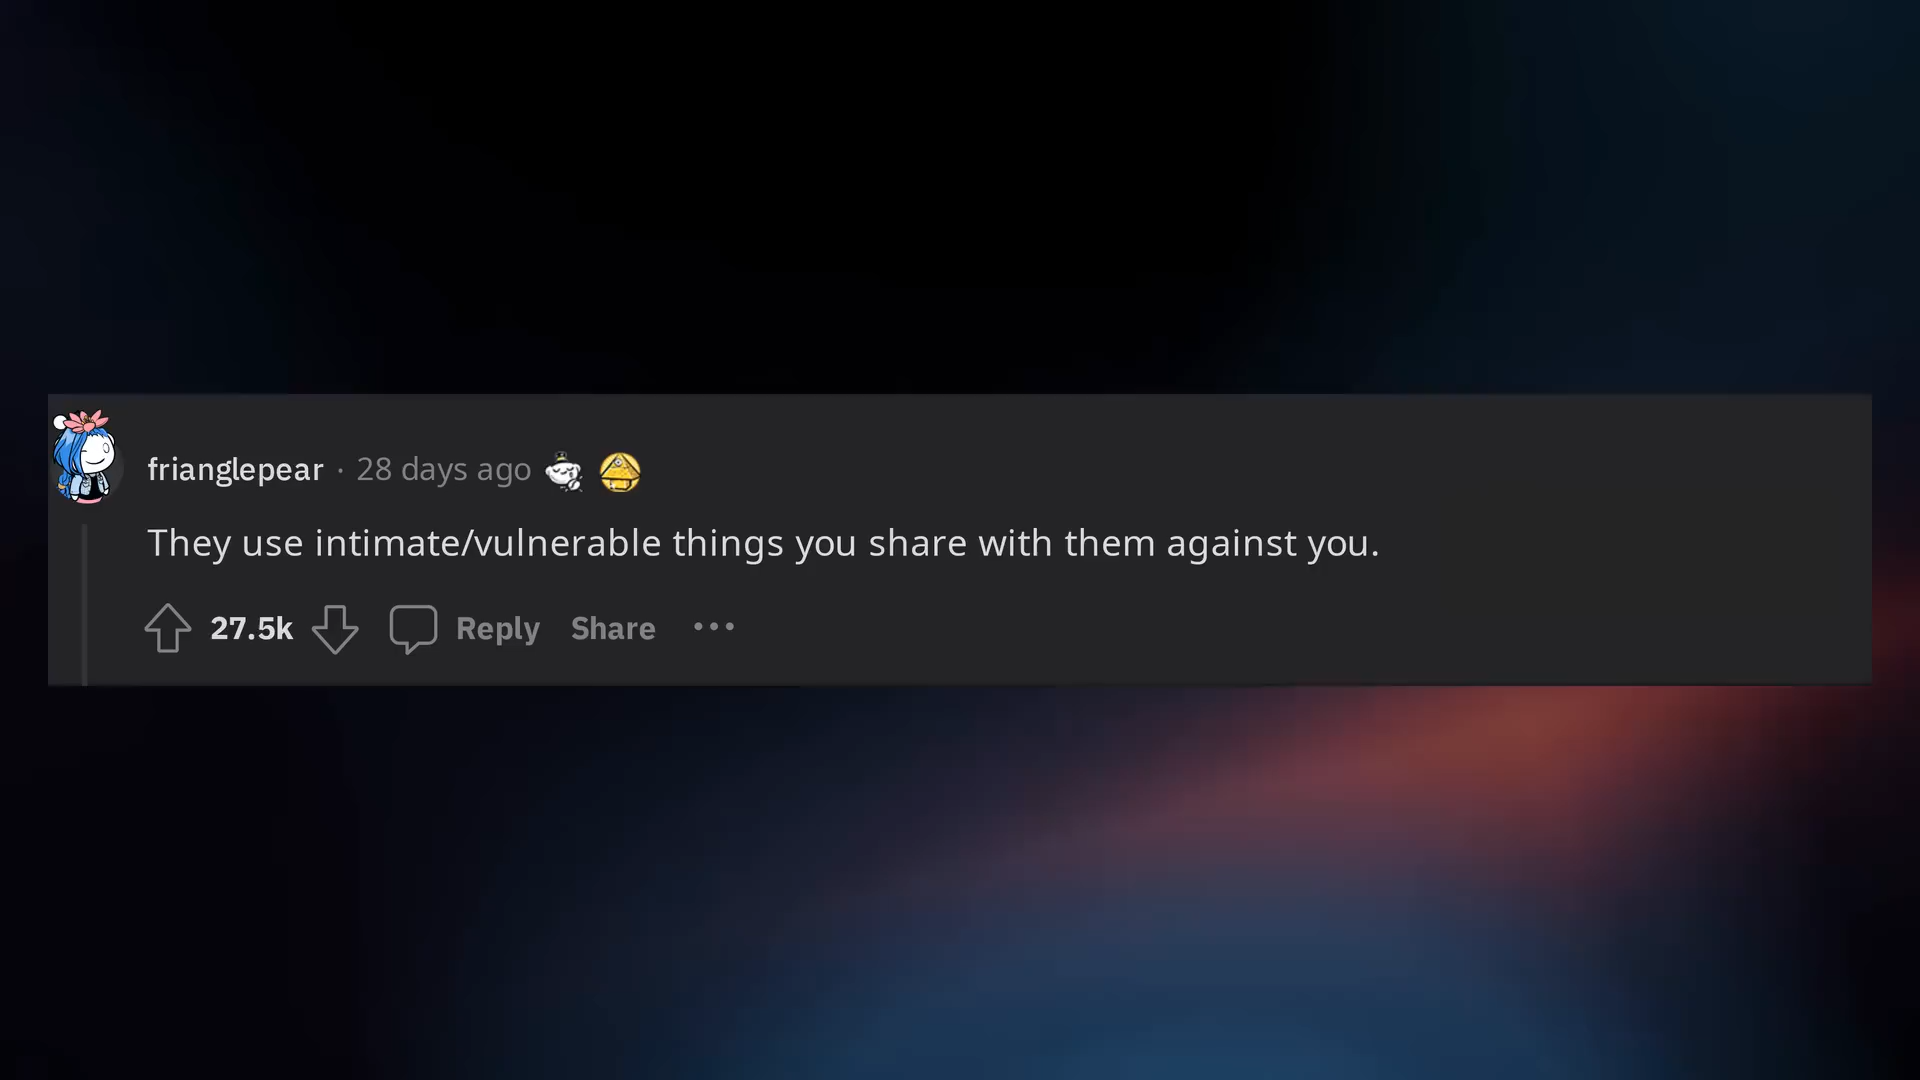 frianglepear · 28 days ago
They use intimate/vulnerable things you share with them against you.
27.5k Reply Share •••